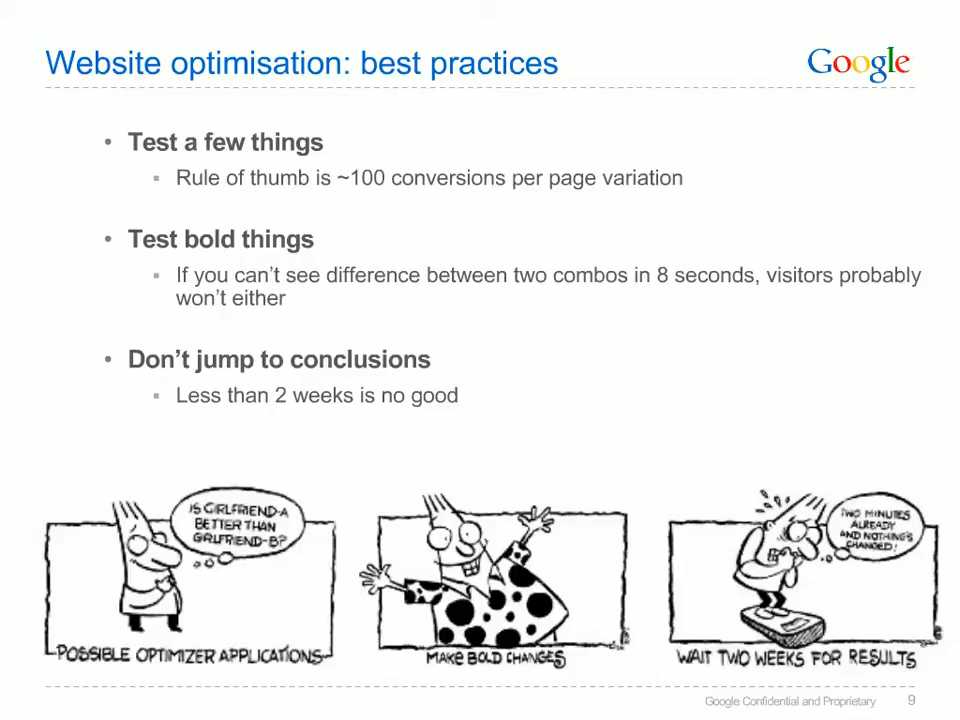 Website optimisation: best practices
Google
• Test a few things
▪ Rule of thumb is ~100 conversions per page variation
• Test bold things
▪ If you can’t see difference between two combos in 8 seconds, visitors probably
won’t either
• Don’t jump to conclusions
▪ Less than 2 weeks is no good
IS GIRLFRIEND-A
BETTER THAN
GIRLFRIEND-B?
POSSIBLE OPTIMIZER APPLICATIONS
MAKE BOLD CHANGES
TWO MINUTES
ALREADY
AND NOTHING'S
CHANGED!
WAIT TWO WEEKS FOR RESULTS
Google Confidential and Proprietary
9